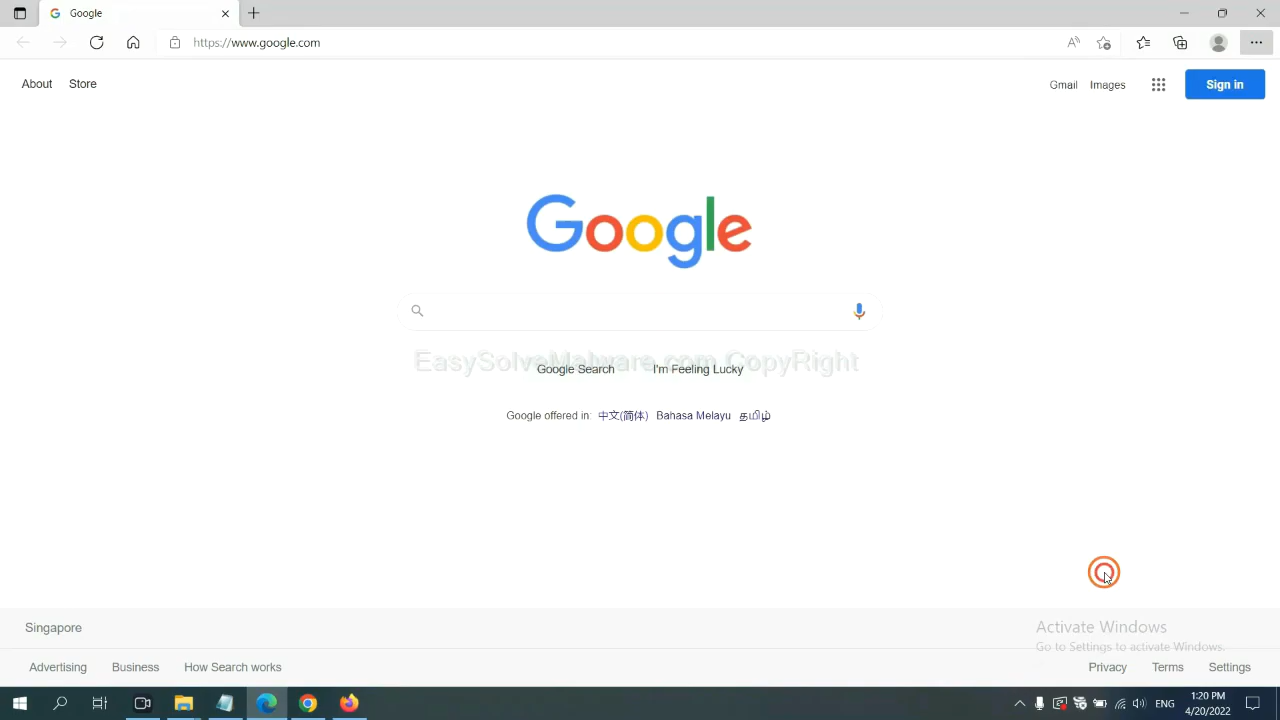 Google
https://www.google.com
About Store
Gmail Images Sign in
Google
EasySolveMalware.com CopyRight
Google Search I'm Feeling Lucky
Google offered in: 中文(简体) Bahasa Melayu தமிழ்
Singapore
Activate Windows
Go to Settings to activate Windows.
Advertising Business How Search works
Privacy Terms Settings
ENG
1:20 PM
4/20/2022